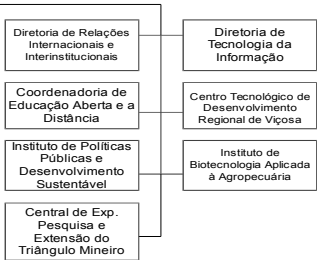 Diretoria de Relações
Internacionais e
Interinstitucionais
Diretoria de
Tecnologia da
Informação
Coordenadoria de
Educação Aberta e a
Distância
Centro Tecnológico de
Desenvolvimento
Regional de Viçosa
Instituto de Políticas
Públicas e
Desenvolvimento
Sustentável
Instituto de
Biotecnologia Aplicada
à Agropecuária
Central de Exp.
Pesquisa e
Extensão do
Triângulo Mineiro